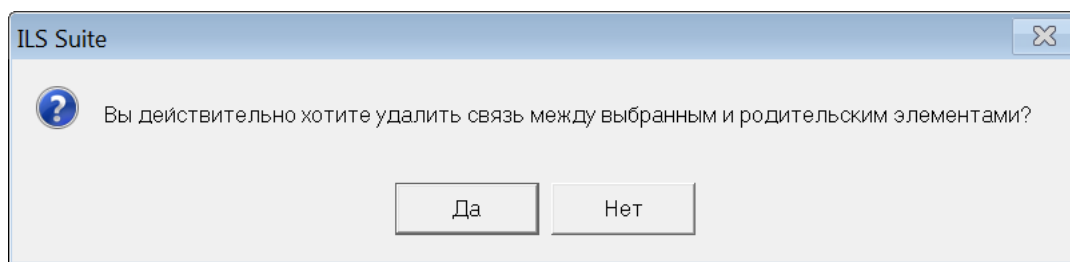 ILS Suite
Вы действительно хотите удалить связь между выбранным и родительским элементами?
Да
Нет